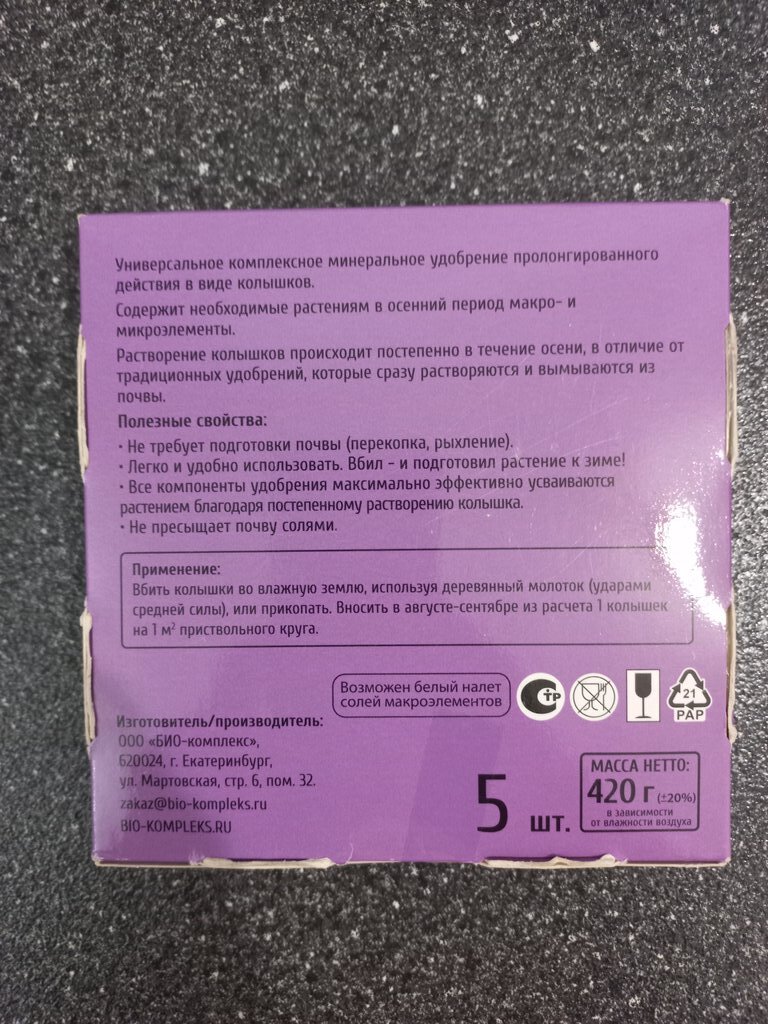 Универсальное комплексное минеральное удобрение пролонгированного
действия в виде колышков.
Содержит необходимые растениям в осенний период макро- и
микроэлементы.
Растворение колышков происходит постепенно в течение осени, в отличие от
традиционных удобрений, которые сразу растворяются и вымываются из
почвы.
Полезные свойства:
• Не требует подготовки почвы (перекопка, рыхление).
• Легко и удобно использовать. Вбил - и подготовил растение к зиме!
• Все компоненты удобрения максимально эффективно усваиваются
растением благодаря постепенному растворению колышка.
• Не пресыщает почву солями.
Применение:
Вбить колышки во влажную землю, используя деревянный молоток (ударами
средней силы), или прикопать. Вносить в августе-сентябре из расчета 1 колышек
на 1 м² приствольного круга.
Возможен белый налет
солей макроэлементов
СТР
21
PAP
Изготовитель/производитель:
ООО «БИО-комплекс»,
620024, г. Екатеринбург,
ул. Мартовская, стр. 6, пом. 32.
zakaz@bio-kompleks.ru
BIO-KOMPLEKS.RU
5 шт.
МАССА НЕТТО:
420 г (±20%)
в зависимости
от влажности воздуха